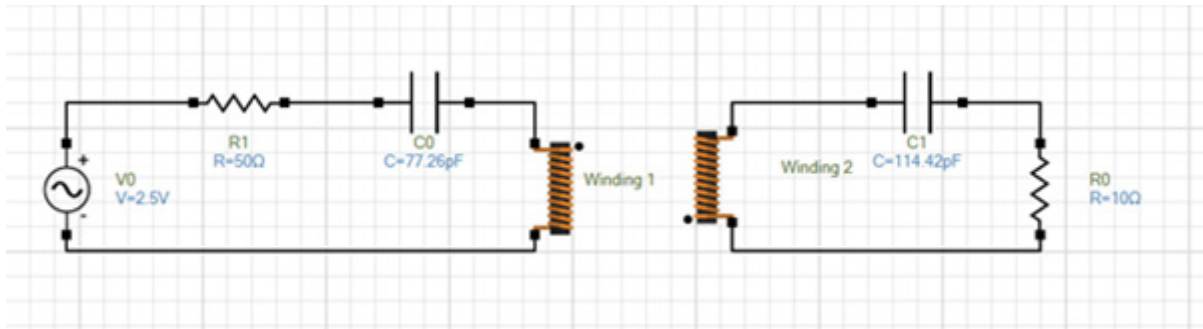 R1
R=50Ω
C0
C=77.26pF
+
V0
V=2.5V
-
Winding 1
Winding 2
C1
C=114.42pF
R0
R=10Ω